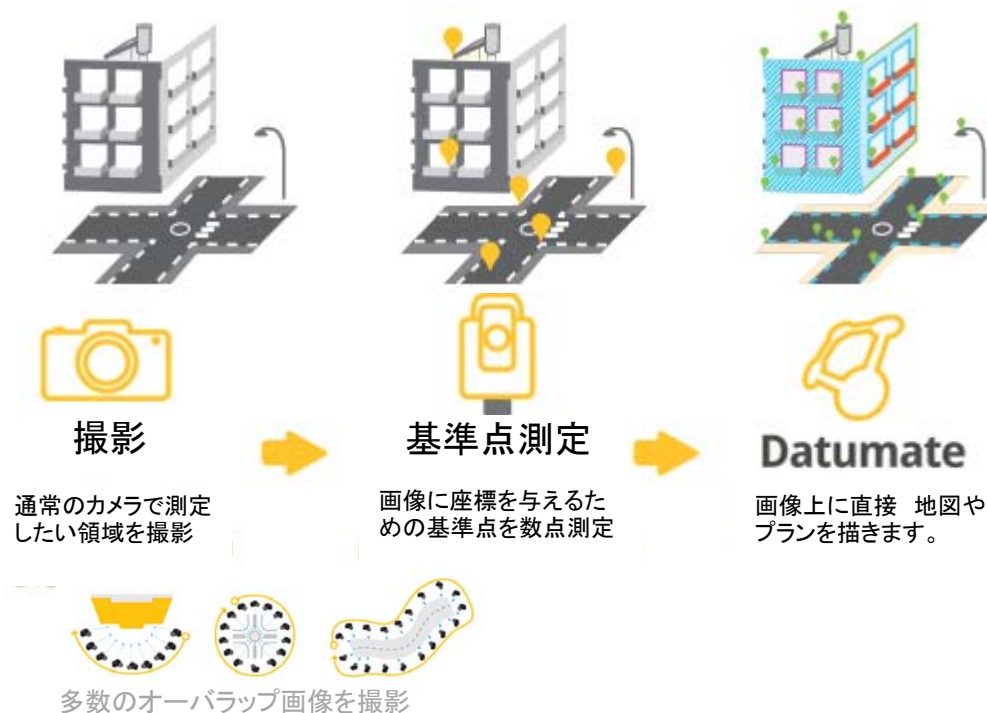 撮影
基準点測定
Datumate
通常のカメラで測定
したい領域を撮影
画像に座標を与えるた
めの基準点を数点測定
画像上に直接 地図や
プランを描きます。
多数のオーバラップ画像を撮影